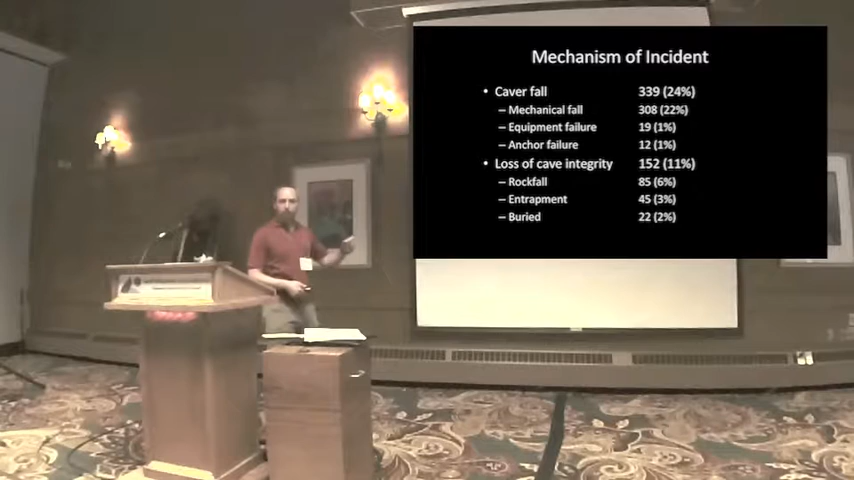 Mechanism of Incident
• Caver fall 339 (24%)
– Mechanical fall 308 (22%)
– Equipment failure 19 (1%)
– Anchor failure 12 (1%)
• Loss of cave integrity 152 (11%)
– Rockfall 85 (6%)
– Entrapment 45 (3%)
– Buried 22 (2%)